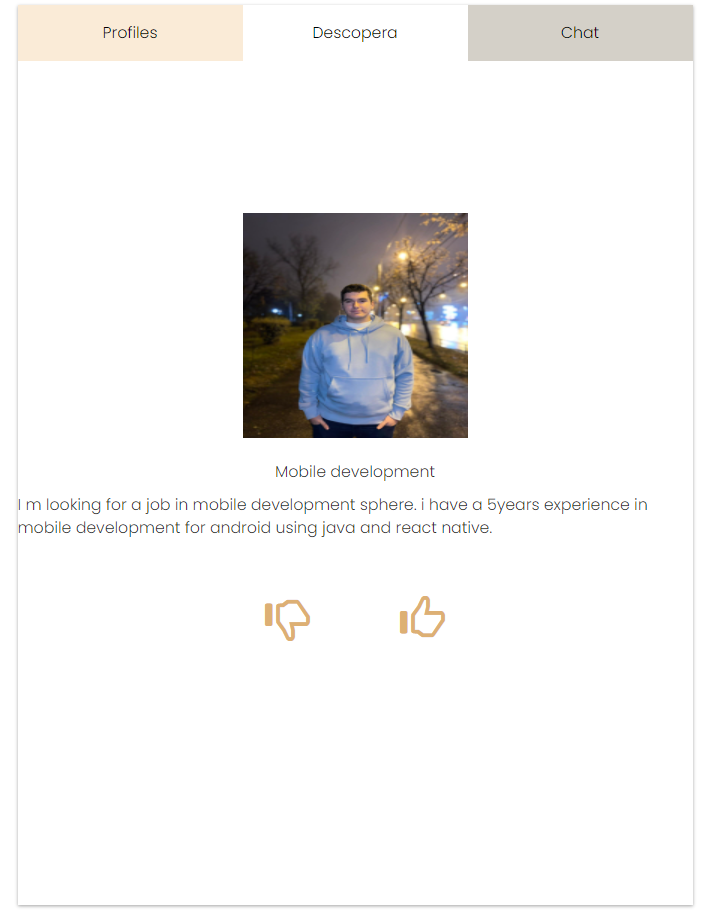 Profiles
Descopera
Chat
Mobile development
I m looking for a job in mobile development sphere. i have a 5years experience in
mobile development for android using java and react native.